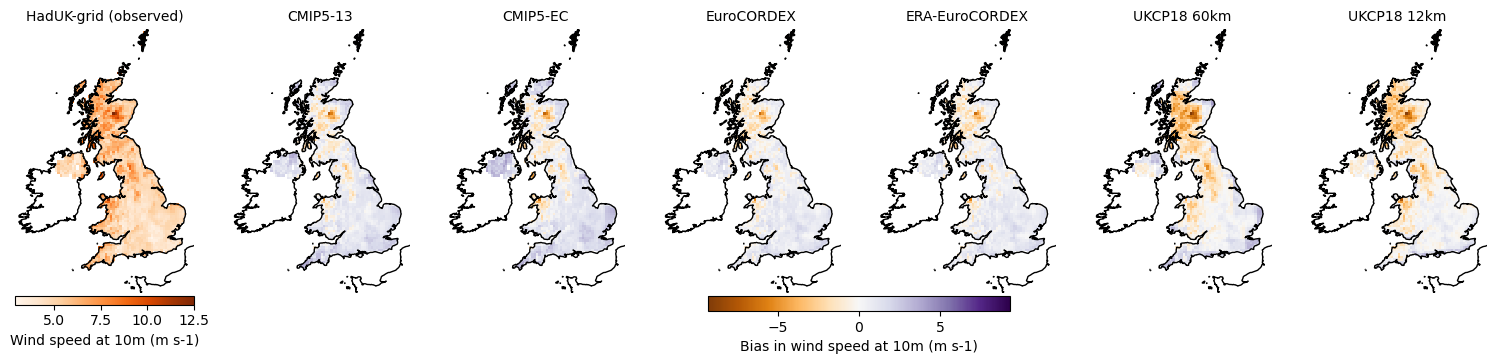 HadUK-grid (observed) CMIP5-13 CMIP5-EC EuroCORDEX ERA-EuroCORDEX UKCP18 60km UKCP18 12km
5.0 7.5 10.0 12.5
Wind speed at 10m (m s-1)
−5 0 5
Bias in wind speed at 10m (m s-1)